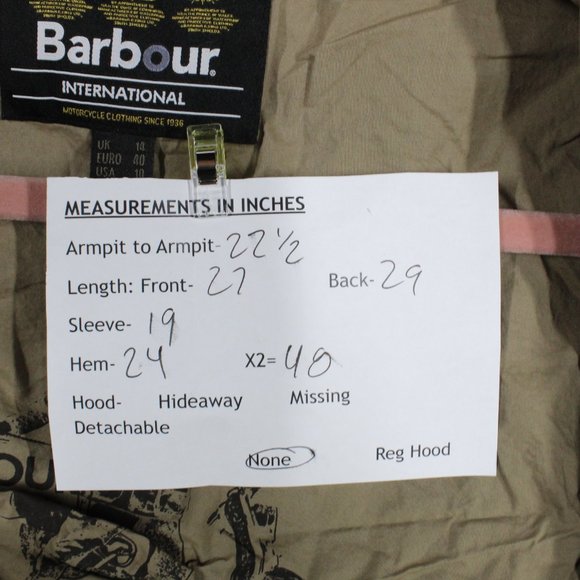 Barbour.
INTERNATIONAL
MOTORCYCLE CLOTHING SINCE 1936
UK 14
EURO 40
USA 10
MEASUREMENTS IN INCHES
Armpit to Armpit- 22 1/2
Length: Front- 27 Back- 29
Sleeve- 19
Hem- 24 X2= 48
Hood- Hideaway Missing
Detachable
None Reg Hood
OU